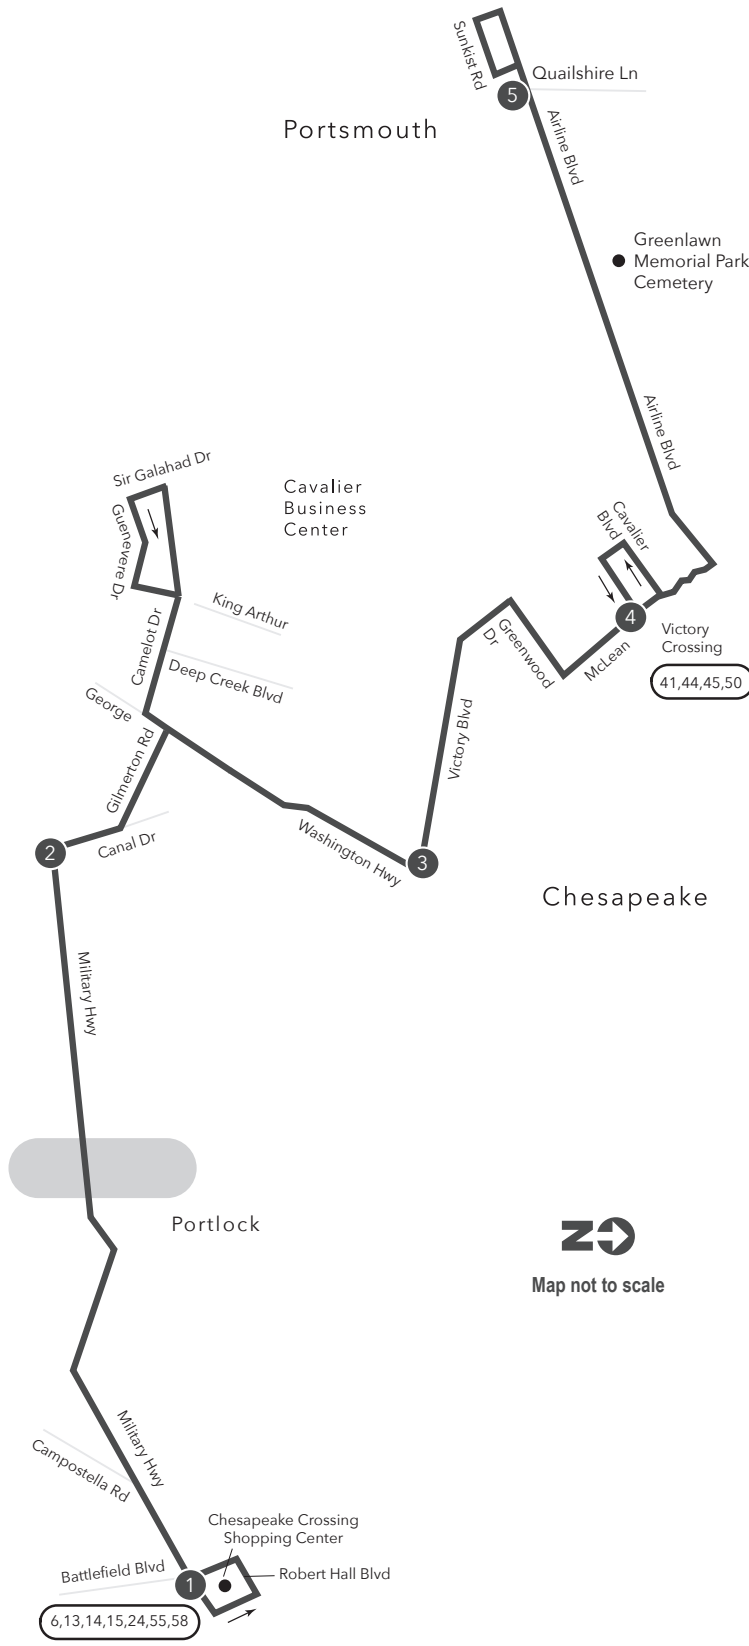 Sunkist Rd
Quailshire Ln
5
Portsmouth
Airline Blvd
Greenlawn
Memorial Park
Cemetery
Airline Blvd
Sir Galahad Dr
Guenevere Dr
Cavalier
Business
Center
Cavalier
Blvd
King Arthur
Camelot Dr
4
Victory
Crossing
41,44,45,50
McLean
Greenwood
Dr
Deep Creek Blvd
George
Gilmerton Rd
Victory Blvd
Washington Hwy
Canal Dr
2
3
Chesapeake
Military Hwy
Portlock
N
Map not to scale
Military Hwy
Campostella Rd
Chesapeake Crossing
Shopping Center
Battlefield Blvd
1
Robert Hall Blvd
6,13,14,15,24,55,58